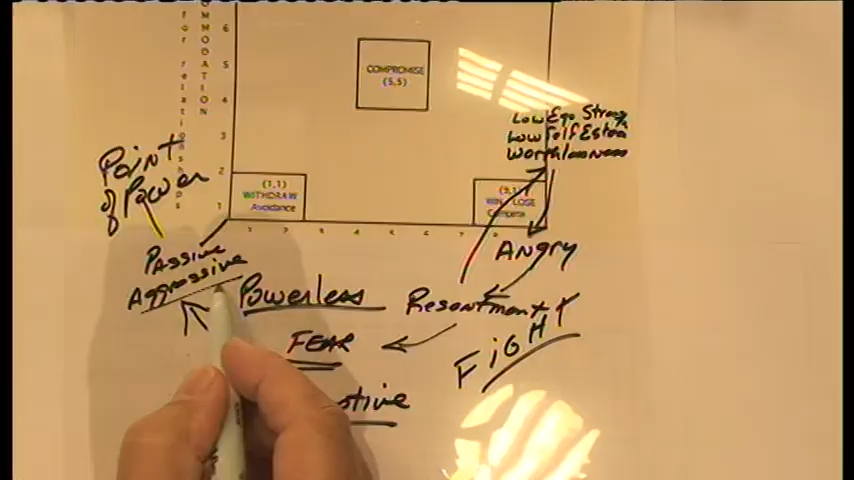 for relationships
OMMODATION
6
5
4
3
2
1
COMPROMISE
(5,5)
Low Ego Strong
Low Self Esteem
Worthlessness
Point
of Power
(1,1)
WITHDRAW
Avoidance
(9,1)
WIN LOSE
Compete
1 2 3 4 5 6 7 8
Passive
Aggressive
Angry
Powerless
Resentment
FIGHT
FEAR